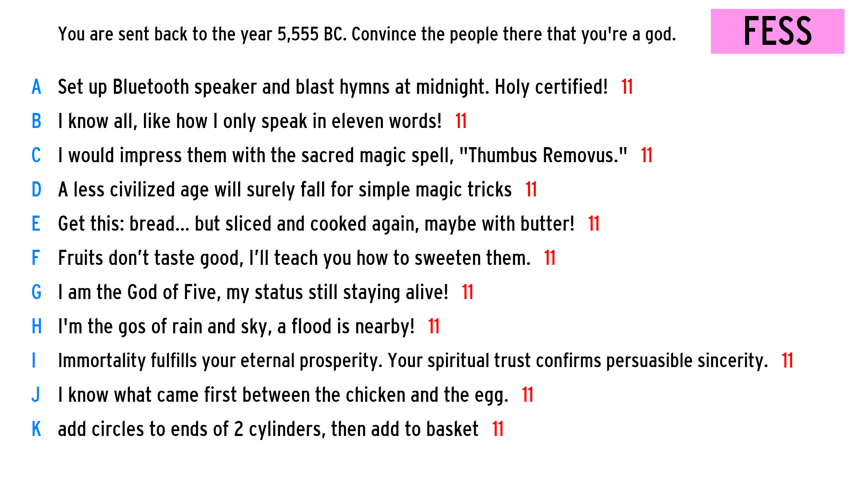 You are sent back to the year 5,555 BC. Convince the people there that you're a god.
FESS
A Set up Bluetooth speaker and blast hymns at midnight. Holy certified! 11
B I know all, like how I only speak in eleven words! 11
C I would impress them with the sacred magic spell, "Thumbus Removus." 11
D A less civilized age will surely fall for simple magic tricks 11
E Get this: bread... but sliced and cooked again, maybe with butter! 11
F Fruits don’t taste good, I’ll teach you how to sweeten them. 11
G I am the God of Five, my status still staying alive! 11
H I'm the gos of rain and sky, a flood is nearby! 11
I Immortality fulfills your eternal prosperity. Your spiritual trust confirms persuasible sincerity. 11
J I know what came first between the chicken and the egg. 11
K add circles to ends of 2 cylinders, then add to basket 11